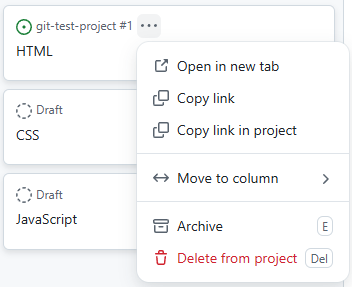 git-test-project #1
HTML
Open in new tab
Copy link
Copy link in project
Draft
CSS
Move to column
Draft
JavaScript
Archive E
Delete from project Del